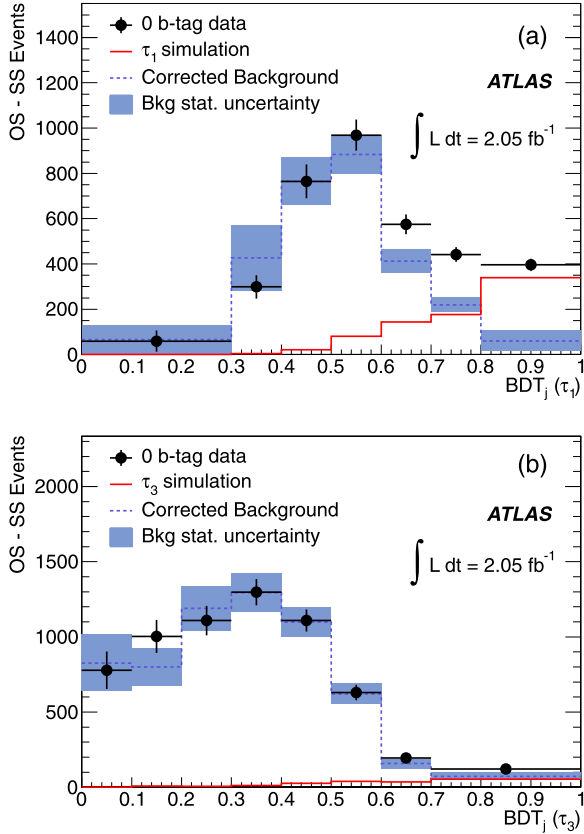 OS - SS Events
1400
1200
1000
800
600
400
200
0
0 b-tag data
τ1 simulation
Corrected Background
Bkg stat. uncertainty
(a)
ATLAS
∫ L dt = 2.05 fb-1
0 0.1 0.2 0.3 0.4 0.5 0.6 0.7 0.8 0.9 1
BDTj (τ1)
OS - SS Events
2000
1500
1000
500
0
0 b-tag data
τ3 simulation
Corrected Background
Bkg stat. uncertainty
(b)
ATLAS
∫ L dt = 2.05 fb-1
0 0.1 0.2 0.3 0.4 0.5 0.6 0.7 0.8 0.9 1
BDTj (τ3)